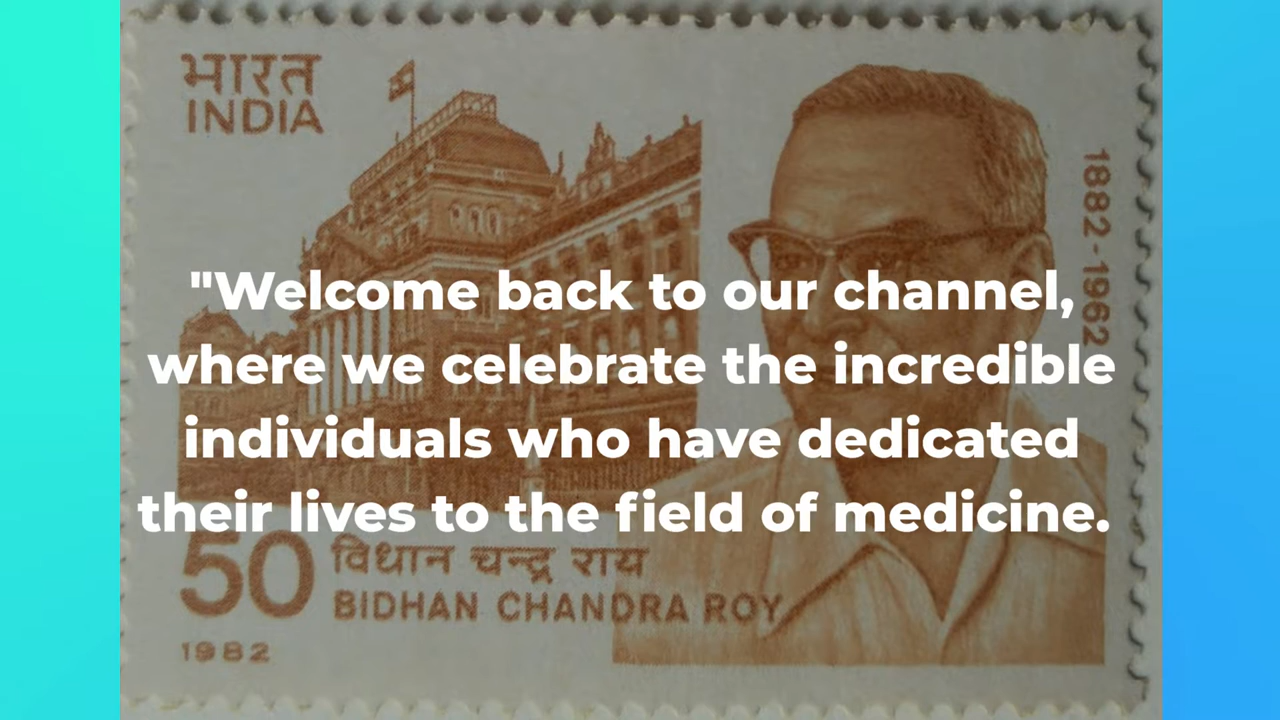 भारत
INDIA
1882-1962
"Welcome back to our channel,
where we celebrate the incredible
individuals who have dedicated
their lives to the field of medicine.
50
विधान चन्द्र राय
BIDHAN CHANDRA ROY
1982